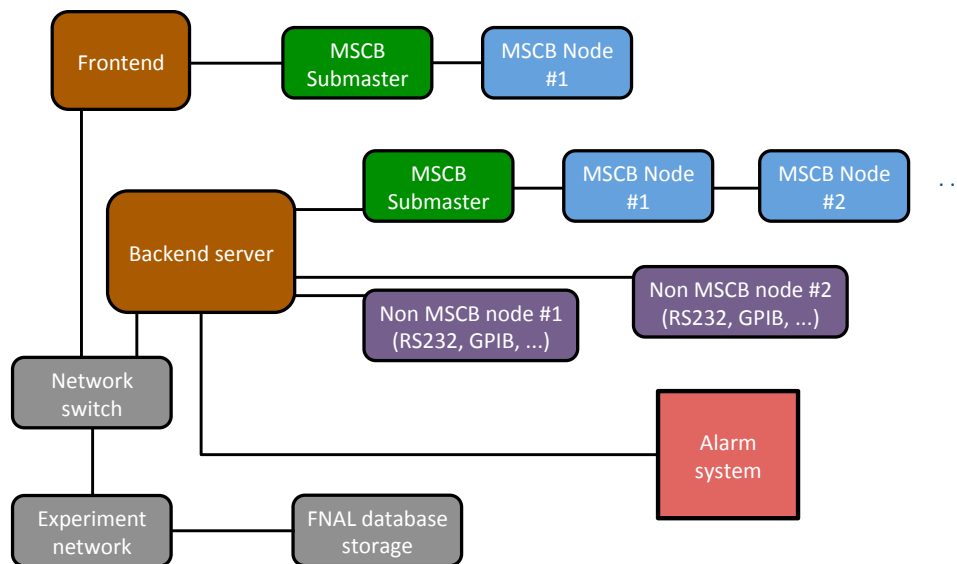 Frontend
MSCB
Submaster
MSCB Node
#1
MSCB
Submaster
MSCB Node
#1
MSCB Node
#2
. .
Backend server
Non MSCB node #2
(RS232, GPIB, ...)
Non MSCB node #1
(RS232, GPIB, ...)
Network
switch
Alarm
system
Experiment
network
FNAL database
storage